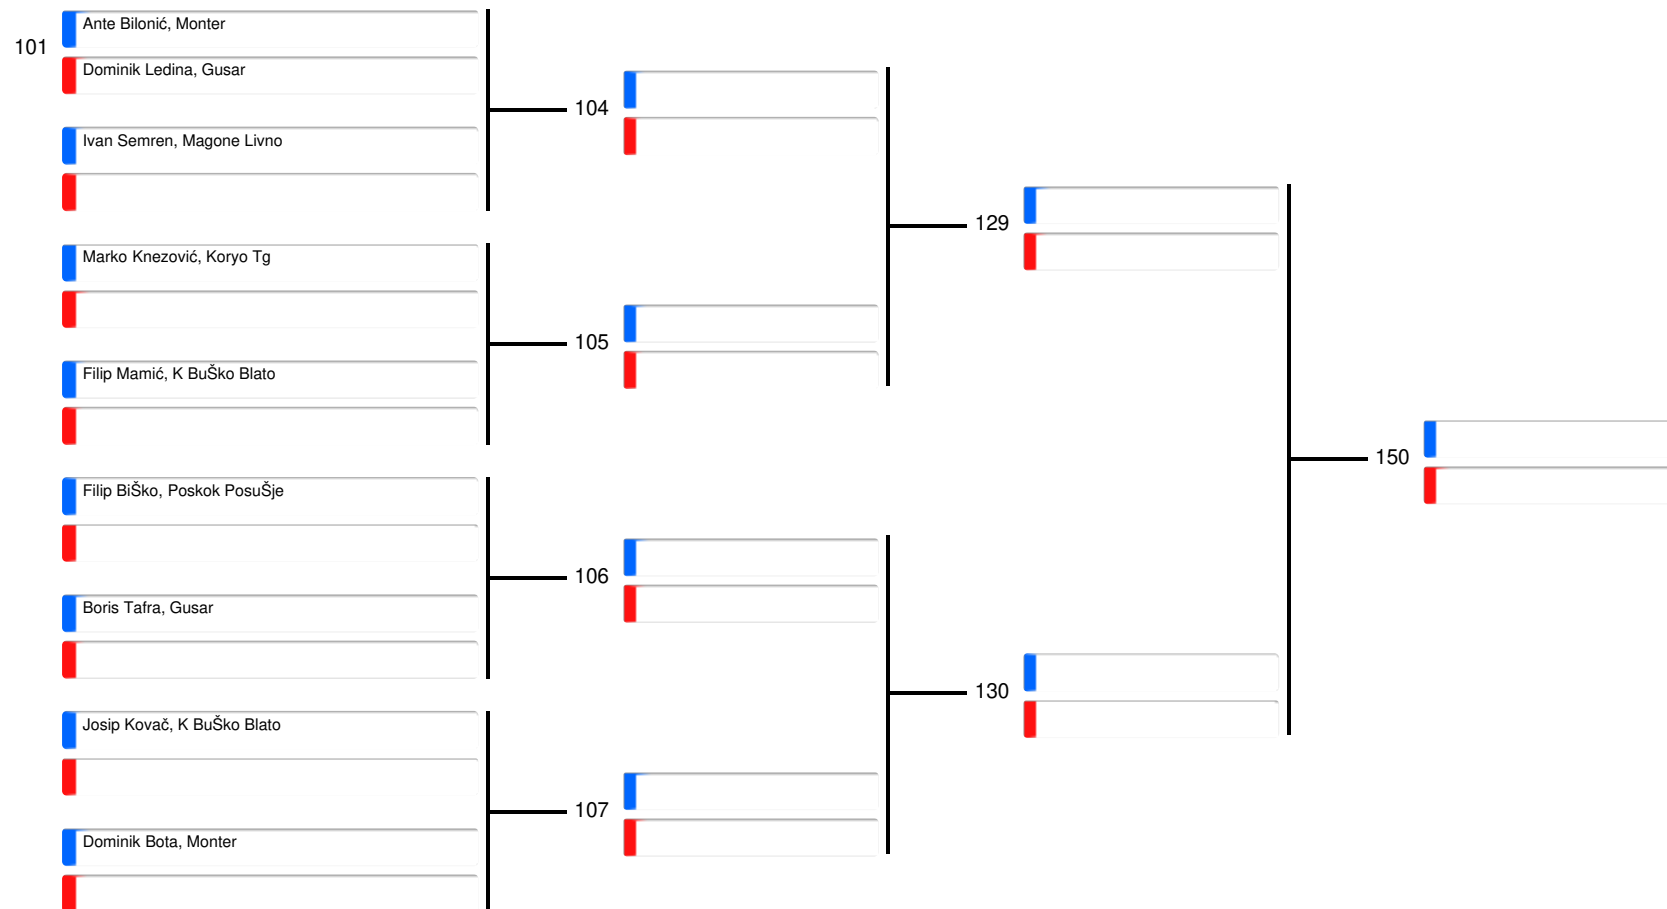 Ante Bilonić, Monter
101
Dominik Ledina, Gusar
104
Ivan Semren, Magone Livno
129
Marko Knezović, Koryo Tg
105
Filip Mamić, K BuŠko Blato
150
Filip BiŠko, Poskok PosuŠje
106
Boris Tafra, Gusar
130
Josip Kovač, K BuŠko Blato
107
Dominik Bota, Monter